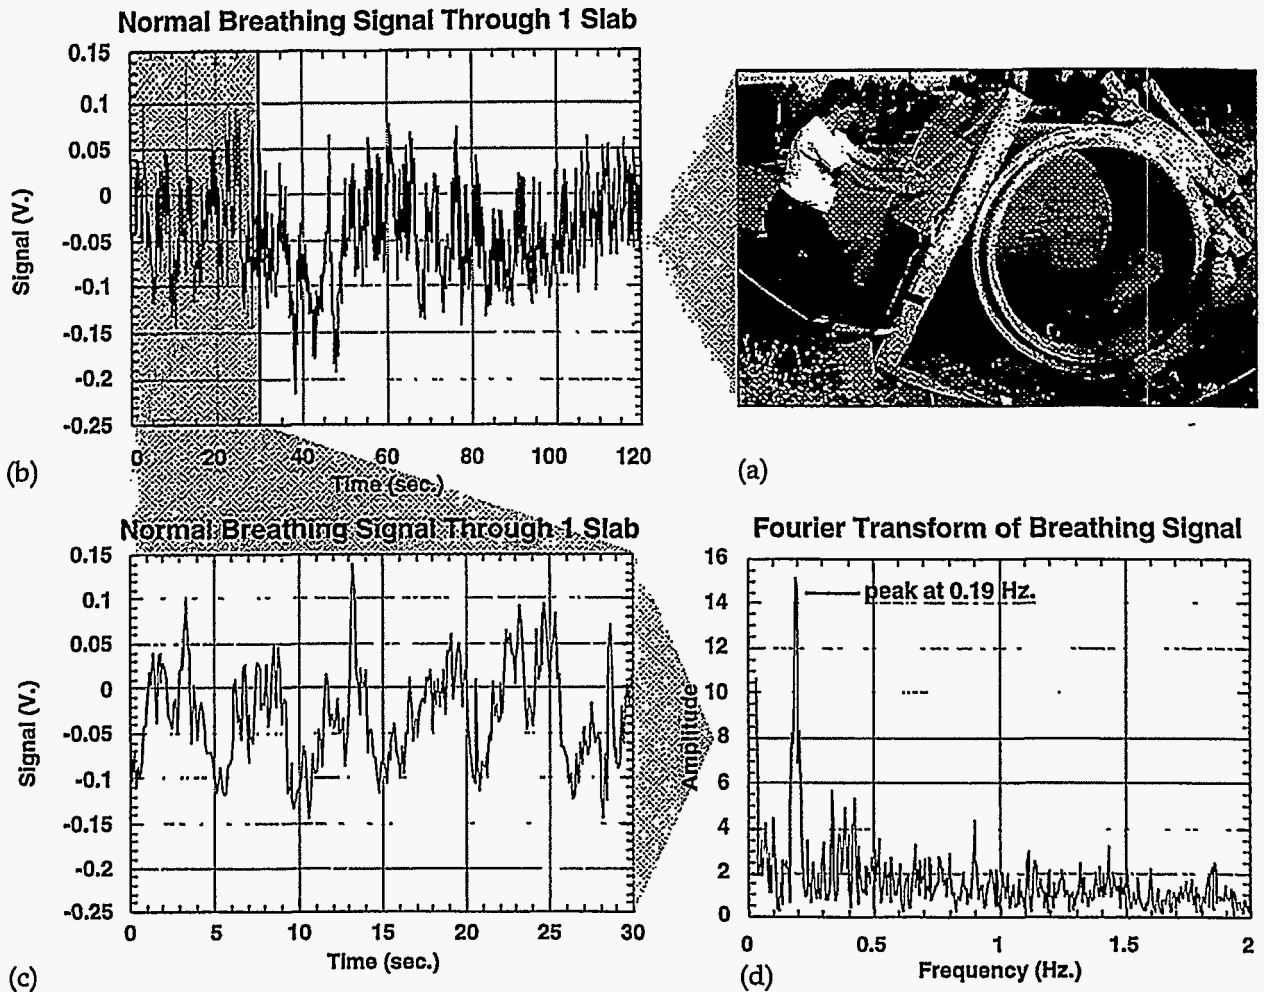 Normal Breathing Signal Through 1 Slab
0.15
0.1
0.05
0
-0.05
-0.1
-0.15
-0.2
-0.25
Signal (V.)
0 20 40 60 80 100 120
Time (sec.)
(b)
(a)
Normal Breathing Signal Through 1 Slab
0.15
0.1
0.05
0
-0.05
-0.1
-0.15
-0.2
-0.25
Signal (V.)
0 5 10 15 20 25 30
Time (sec.)
(c)
Fourier Transform of Breathing Signal
16
14
12
10
8
6
4
2
0
Amplitude
peak at 0.19 Hz.
0 0.5 1 1.5 2
Frequency (Hz.)
(d)